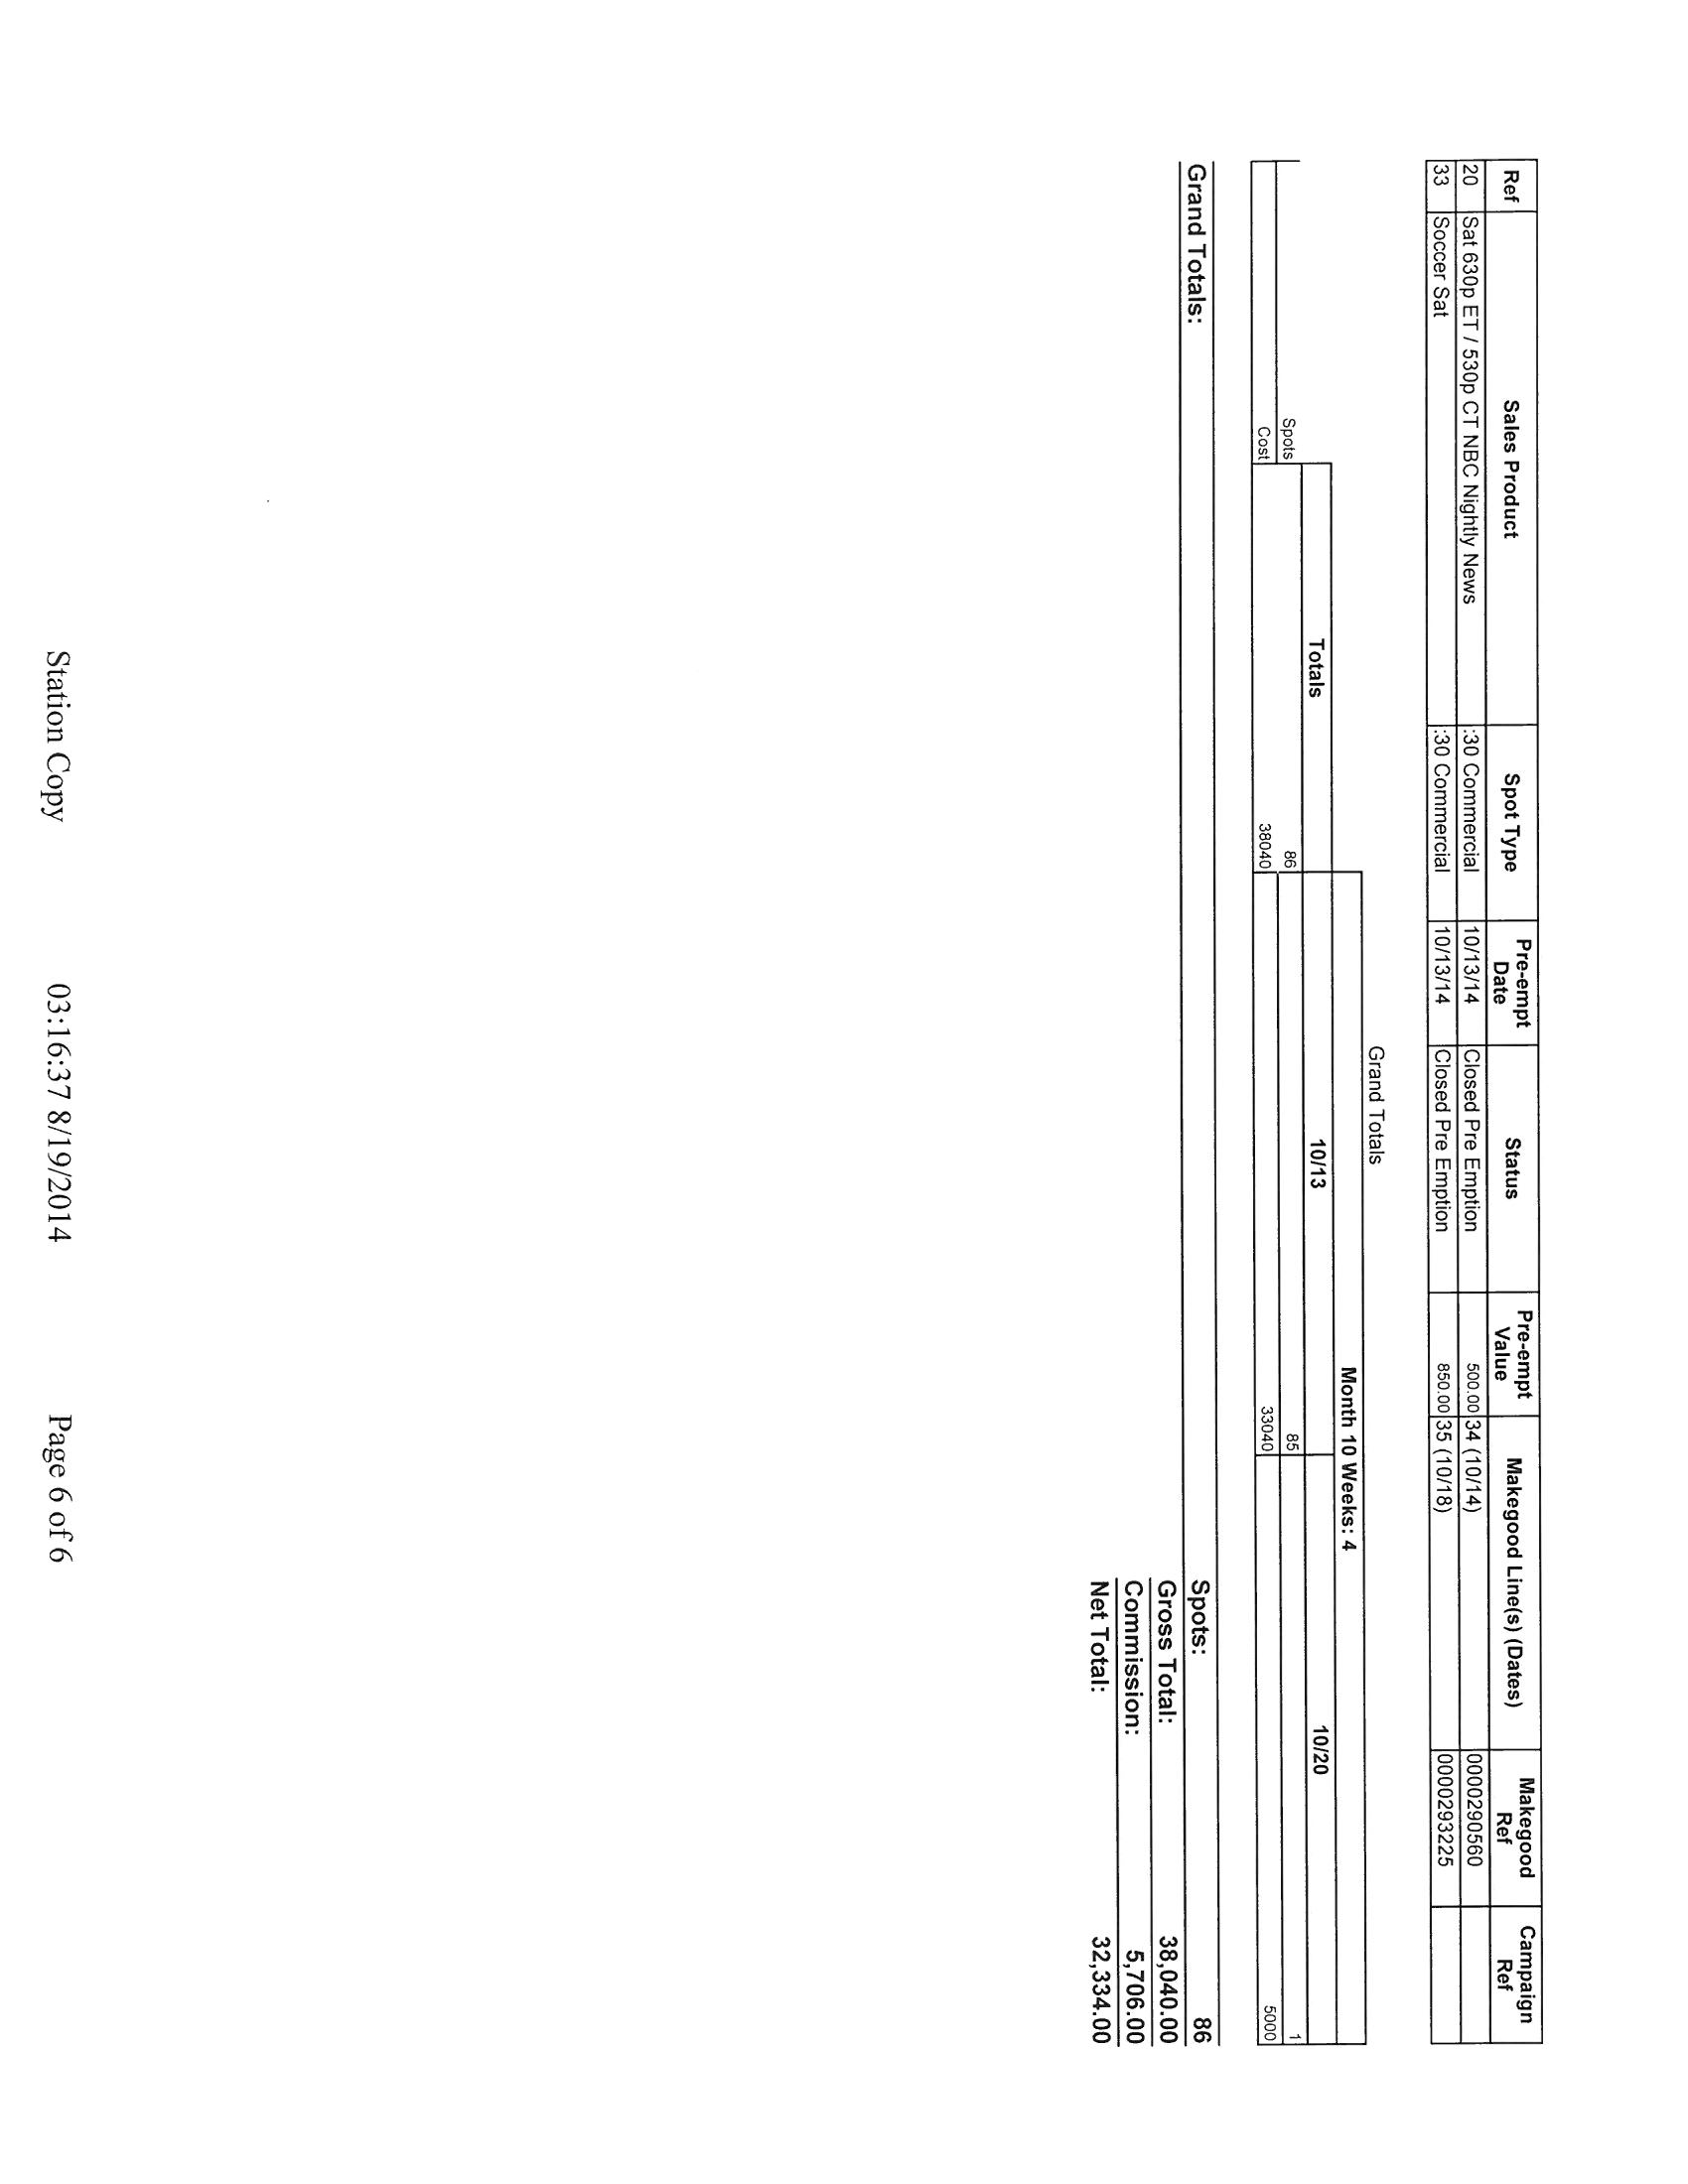 Ref Sales Product Spot Type Pre-empt Date Status Pre-empt Value Makegood Line(s) (Dates) Makegood Ref Campaign Ref
20 Sat 630p ET / 530p CT NBC Nightly News :30 Commercial 10/13/14 Closed Pre Emption 500.00 34 (10/14) 0000290560
33 Soccer Sat :30 Commercial 10/13/14 Closed Pre Emption 850.00 35 (10/18) 0000293225
Grand Totals
Month 10 Weeks: 4
Totals 10/13 10/20
Spots 86 85 1
Cost 38040 33040 5000
Grand Totals: Spots: 86
Gross Total: 38,040.00
Commission: 5,706.00
Net Total: 32,334.00
Station Copy 03:16:37 8/19/2014 Page 6 of 6